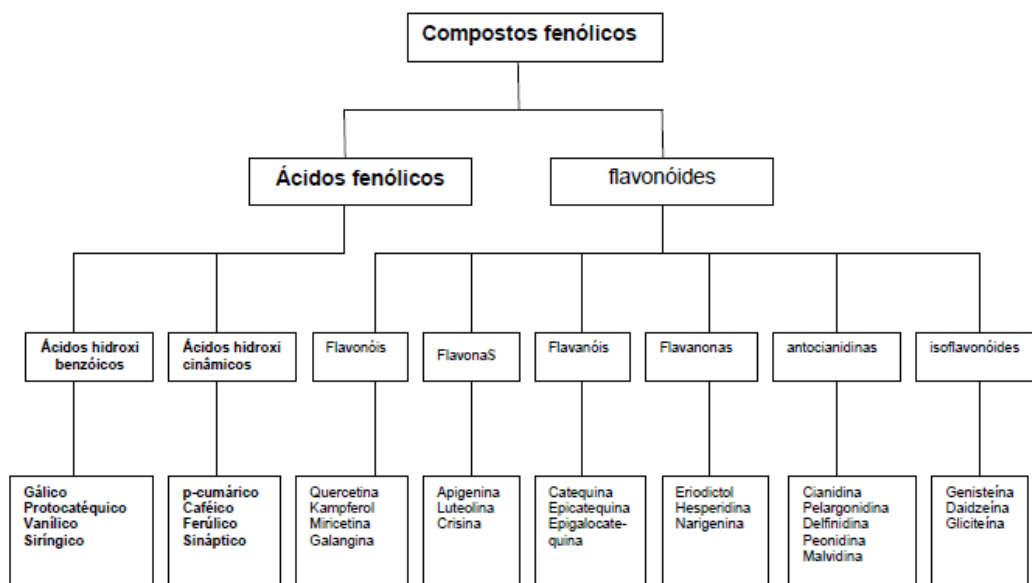 Compostos fenólicos
Ácidos fenólicos
flavonóides
Ácidos hidroxi
benzóicos
Ácidos hidroxi
cinâmicos
Flavonóis
FlavonaS
Flavanóis
Flavanonas
antocianidinas
isoflavonóides
Gálico
Protocatéquico
Vanílico
Siríngico
p-cumárico
Caféico
Ferúlico
Sináptico
Quercetina
Kampferol
Miricetina
Galangina
Apigenina
Luteolina
Crisina
Catequina
Epicatequina
Epigalocate-
quina
Eriodictol
Hesperidina
Narigenina
Cianidina
Pelargonidina
Delfinidina
Peonidina
Malvidina
Genisteína
Daidzeína
Gliciteína